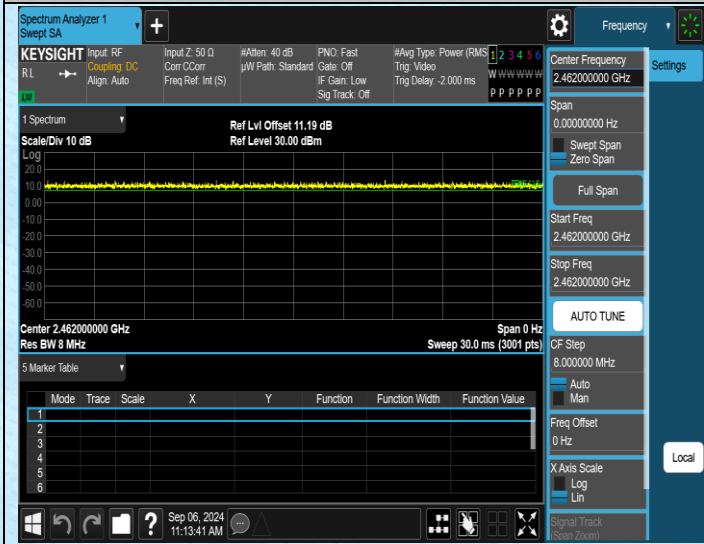 Spectrum Analyzer 1
Swept SA
+
Frequency
KEYSIGHT
RL
LXI
Input: RF
Coupling: DC
Align: Auto
Input Z: 50 Ω
Corr CCorr
Freq Ref: Int (S)
#Atten: 40 dB
µW Path: Standard
PNO: Fast
Gate: Off
IF Gain: Low
Sig Track: Off
#Avg Type: Power (RMS
Trig: Video
Trig Delay: -2.000 ms
1 2 3 4 5 6
W W W W W W
P P P P P P
1 Spectrum
Scale/Div 10 dB
Ref Lvl Offset 11.19 dB
Ref Level 30.00 dBm
Log
20.0
10.0
0.00
-10.0
-20.0
-30.0
-40.0
-50.0
-60.0
Center 2.462000000 GHz
Res BW 8 MHz
Span 0 Hz
Sweep 30.0 ms (3001 pts)
5 Marker Table
Mode Trace Scale X Y Function Function Width Function Value
1
2
3
4
5
6
Sep 06, 2024
11:13:41 AM
?
Center Frequency
2.462000000 GHz
Span
0.00000000 Hz
Swept Span
Zero Span
Full Span
Start Freq
2.462000000 GHz
Stop Freq
2.462000000 GHz
AUTO TUNE
CF Step
8.000000 MHz
Auto
Man
Freq Offset
0 Hz
X Axis Scale
Log
Lin
Signal Track
(Span Zoom)
Settings
Local